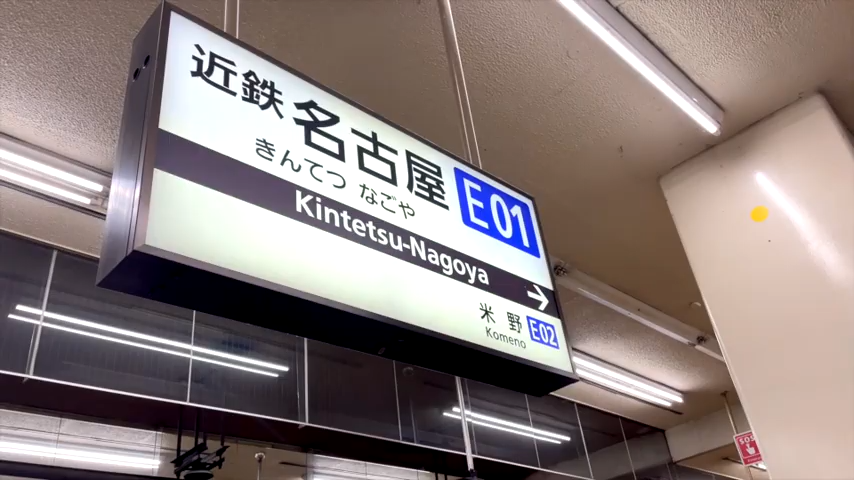 近鉄名古屋
きんてつ なごや
E01
Kintetsu-Nagoya
→
米野
Komeno
E02
SOS